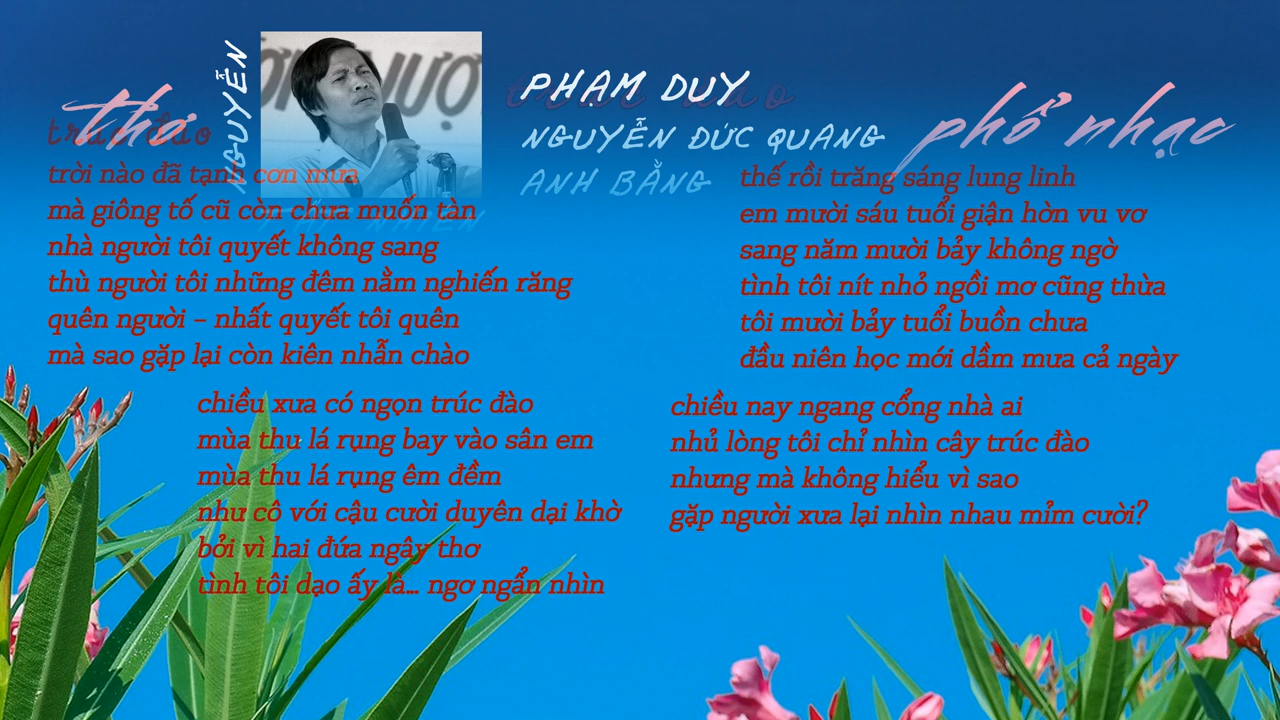 thơ
trúc đào
NGUYỄN
TẤT NHIÊN
PHẠM DUY
NGUYỄN ĐỨC QUANG
ANH BẰNG
trúc đào
phổ nhạc
trời nào đã tạnh cơn mưa
mà giông tố cũ còn chưa muốn tàn
nhà người tôi quyết không sang
thù người tôi những đêm nằm nghiến răng
quên người – nhất quyết tôi quên
mà sao gặp lại còn kiên nhẫn chào
chiều xưa có ngọn trúc đào
mùa thu lá rụng bay vào sân em
mùa thu lá rụng êm đềm
như cô với cậu cười duyên dại khờ
bởi vì hai đứa ngây thơ
tình tôi dạo ấy là... ngơ ngẩn nhìn
thế rồi trăng sáng lung linh
em mười sáu tuổi giận hờn vu vơ
sang năm mười bảy không ngờ
tình tôi nít nhỏ ngồi mơ cũng thừa
tôi mười bảy tuổi buồn chưa
đầu niên học mới dầm mưa cả ngày
chiều nay ngang cổng nhà ai
nhủ lòng tôi chỉ nhìn cây trúc đào
nhưng mà không hiểu vì sao
gặp người xưa lại nhìn nhau mỉm cười?